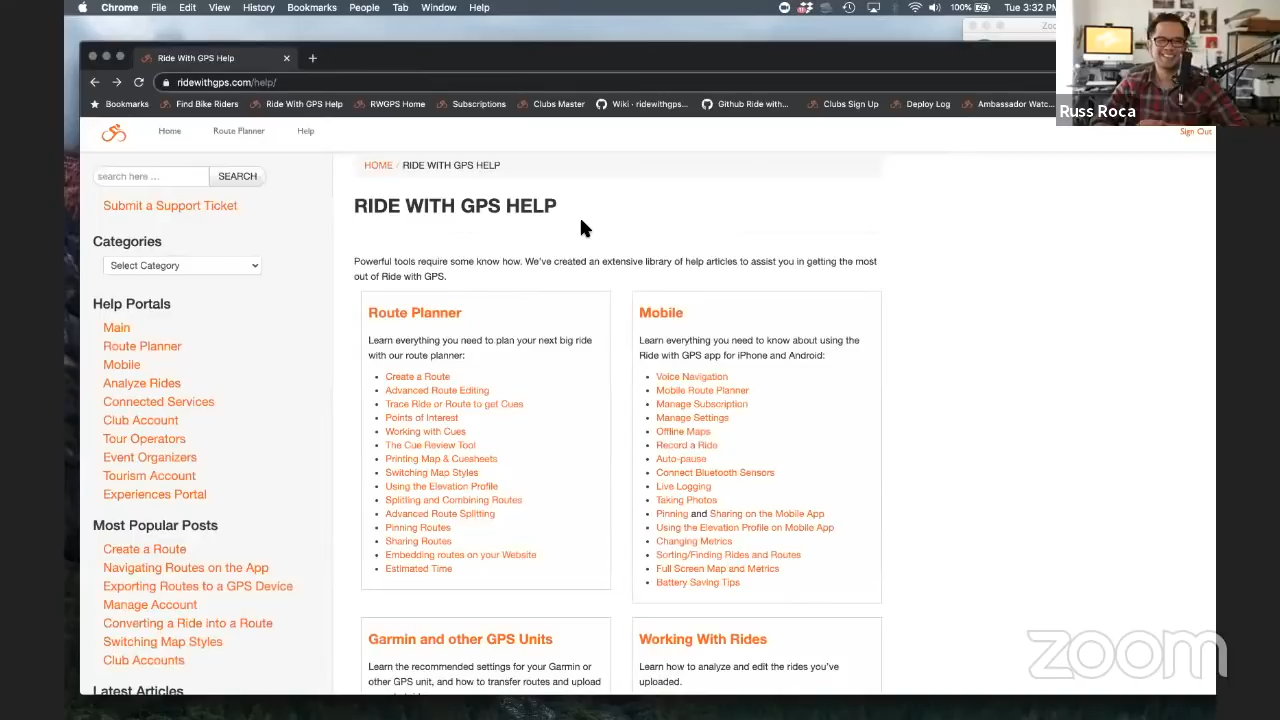 Chrome File Edit View History Bookmarks People Tab Window Help
100% Tue 3:32 P
Zoo
Ride With GPS Help
ridewithgps.com/help/
Bookmarks Find Bike Riders Ride With GPS Help RWGPS Home Subscriptions Clubs Master Wiki · ridewithgps... Github Ride with... Clubs Sign Up Deploy Log Ambassador Watc...
Russ Roca
Home Route Planner Help
Sign Out
search here ... SEARCH
Submit a Support Ticket
Categories
Select Category
Help Portals
Main
Route Planner
Mobile
Analyze Rides
Connected Services
Club Account
Tour Operators
Event Organizers
Tourism Account
Experiences Portal
Most Popular Posts
Create a Route
Navigating Routes on the App
Exporting Routes to a GPS Device
Manage Account
Converting a Ride into a Route
Switching Map Styles
Club Accounts
Latest Articles
HOME / RIDE WITH GPS HELP
RIDE WITH GPS HELP
Powerful tools require some know how. We've created an extensive library of help articles to assist you in getting the most
out of Ride with GPS.
Route Planner
Learn everything you need to plan your next big ride
with our route planner:
Create a Route
Advanced Route Editing
Trace Ride or Route to get Cues
Points of Interest
Working with Cues
The Cue Review Tool
Printing Map & Cuesheets
Switching Map Styles
Using the Elevation Profile
Splitting and Combining Routes
Advanced Route Splitting
Pinning Routes
Sharing Routes
Embedding routes on your Website
Estimated Time
Mobile
Learn everything you need to know about using the
Ride with GPS app for iPhone and Android:
Voice Navigation
Mobile Route Planner
Manage Subscription
Manage Settings
Offline Maps
Record a Ride
Auto-pause
Connect Bluetooth Sensors
Live Logging
Taking Photos
Pinning and Sharing on the Mobile App
Using the Elevation Profile on Mobile App
Changing Metrics
Sorting/Finding Rides and Routes
Full Screen Map and Metrics
Battery Saving Tips
Garmin and other GPS Units
Learn the recommended settings for your Garmin or
other GPS unit, and how to transfer routes and upload
Working With Rides
Learn how to analyze and edit the rides you've
uploaded.
zoom